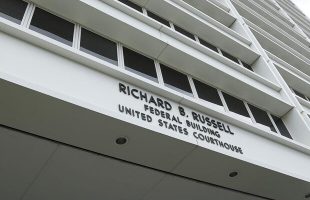 RICHARD B. RUSSELL
FEDERAL BUILDING
UNITED STATES COURTHOUSE